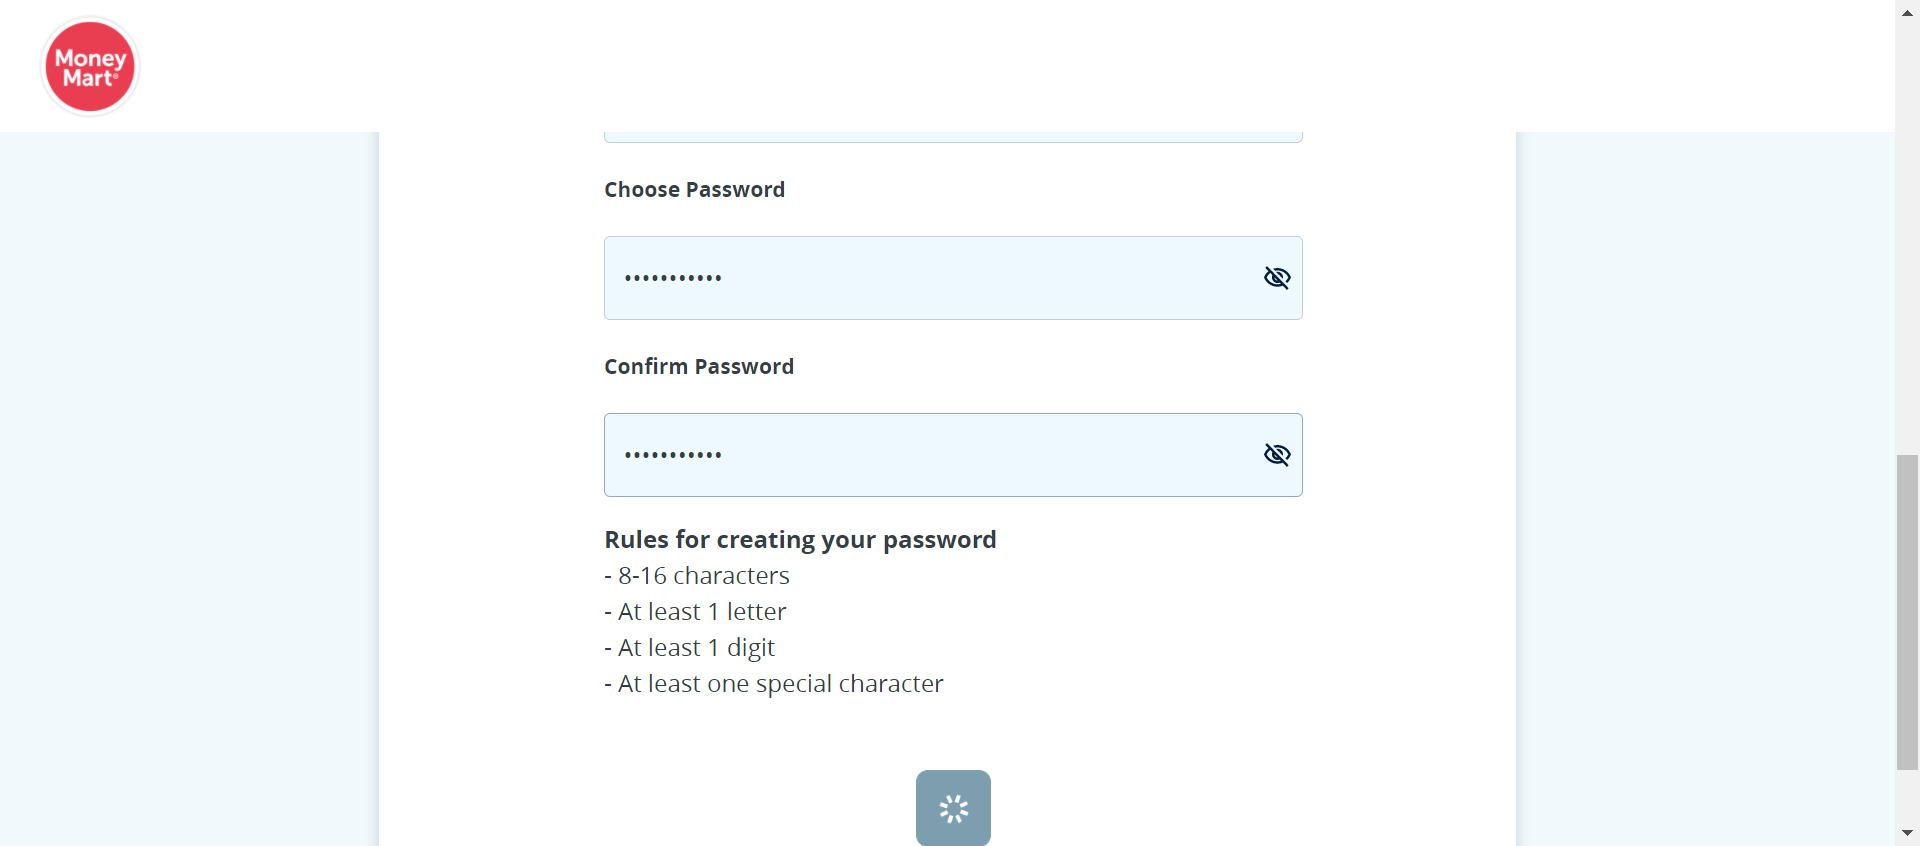 Money
Mart®
Choose Password
•••••••••••
Confirm Password
•••••••••••
Rules for creating your password
- 8-16 characters
- At least 1 letter
- At least 1 digit
- At least one special character